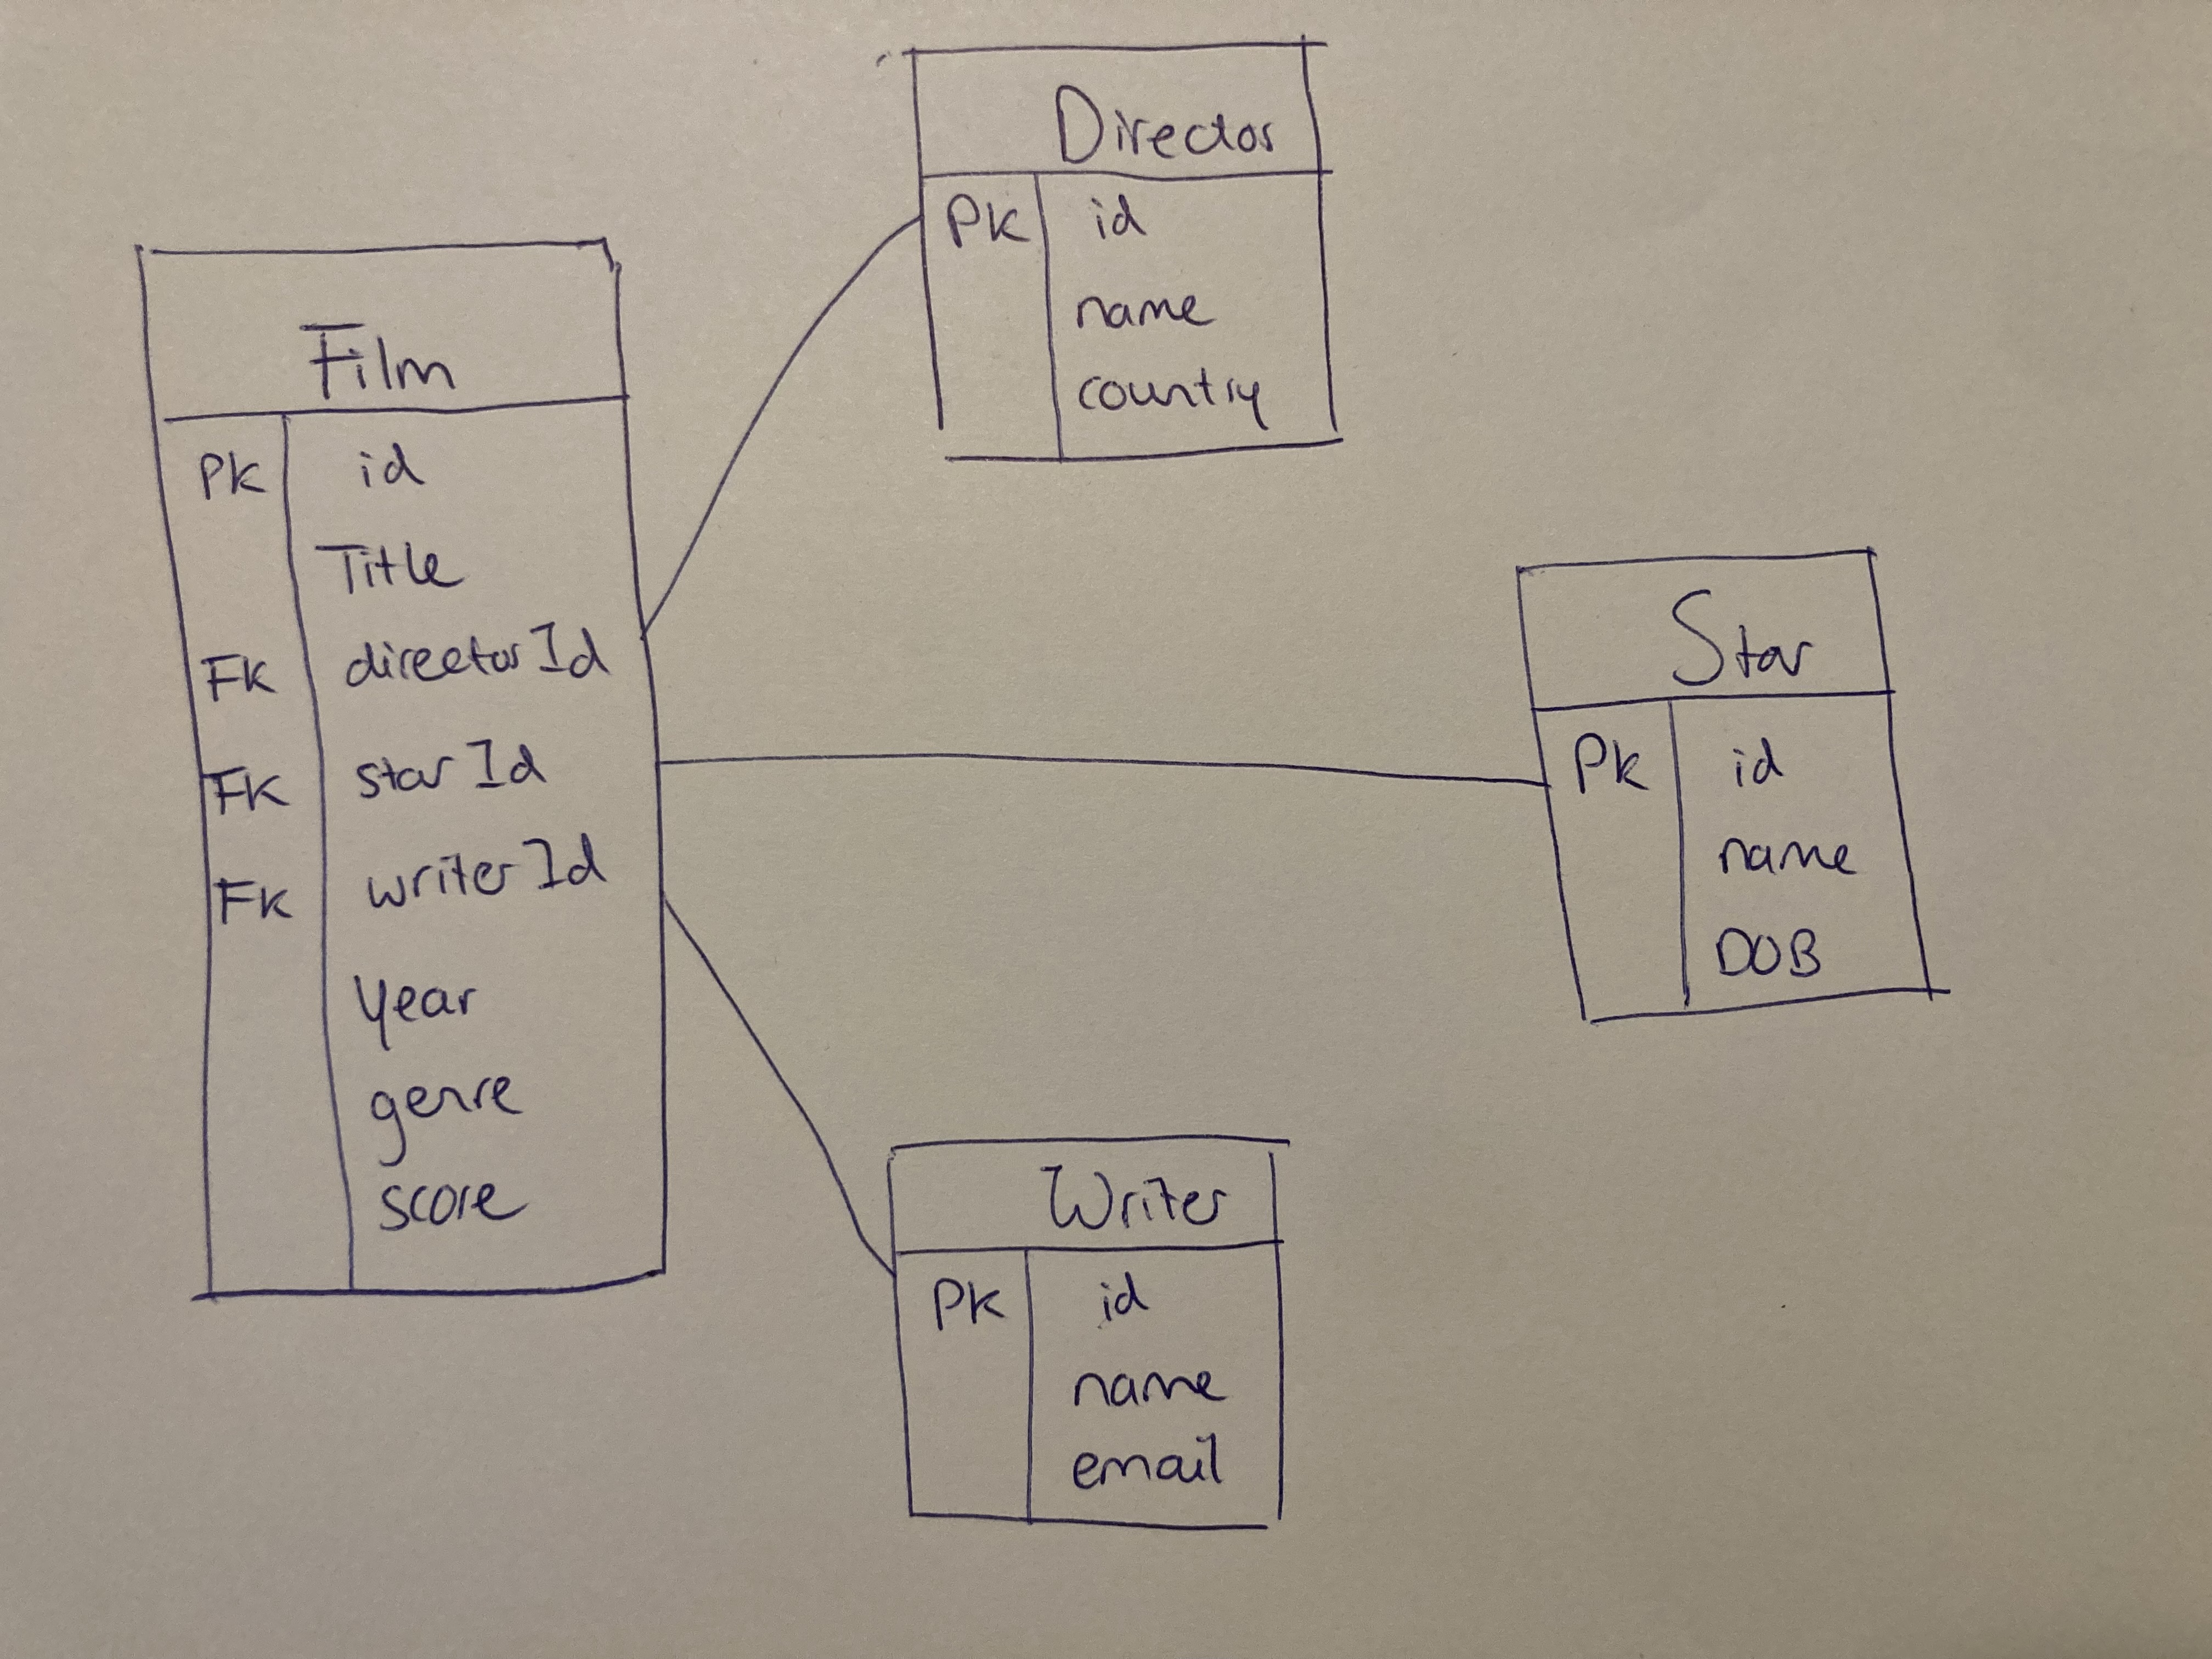 Film
PK id
Title
FK directorId
FK starId
FK writerId
Year
genre
score
Director
PK id
name
country
Star
PK id
name
DOB
Writer
PK id
name
email